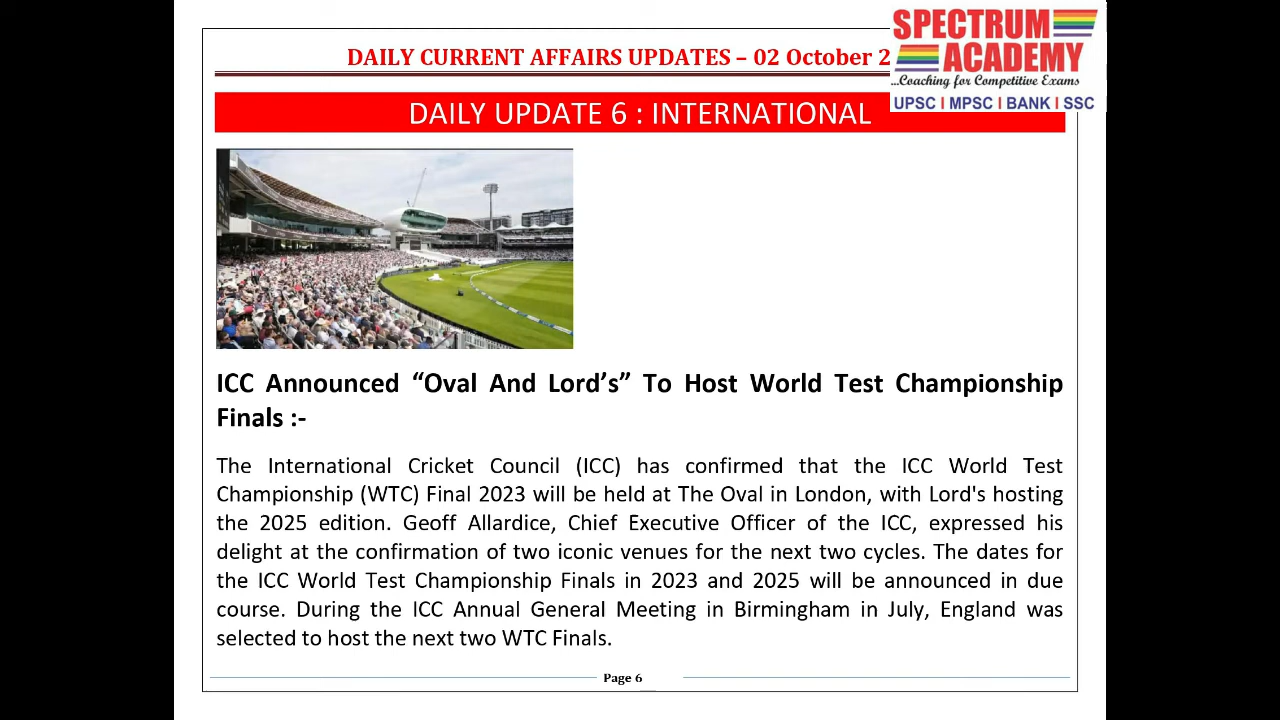 SPECTRUM
ACADEMY
...Coaching for Competitive Exams
UPSC | MPSC | BANK | SSC
DAILY CURRENT AFFAIRS UPDATES – 02 October 2
DAILY UPDATE 6 : INTERNATIONAL
ICC Announced “Oval And Lord’s” To Host World Test Championship
Finals :-
The International Cricket Council (ICC) has confirmed that the ICC World Test
Championship (WTC) Final 2023 will be held at The Oval in London, with Lord's hosting
the 2025 edition. Geoff Allardice, Chief Executive Officer of the ICC, expressed his
delight at the confirmation of two iconic venues for the next two cycles. The dates for
the ICC World Test Championship Finals in 2023 and 2025 will be announced in due
course. During the ICC Annual General Meeting in Birmingham in July, England was
selected to host the next two WTC Finals.
Page 6